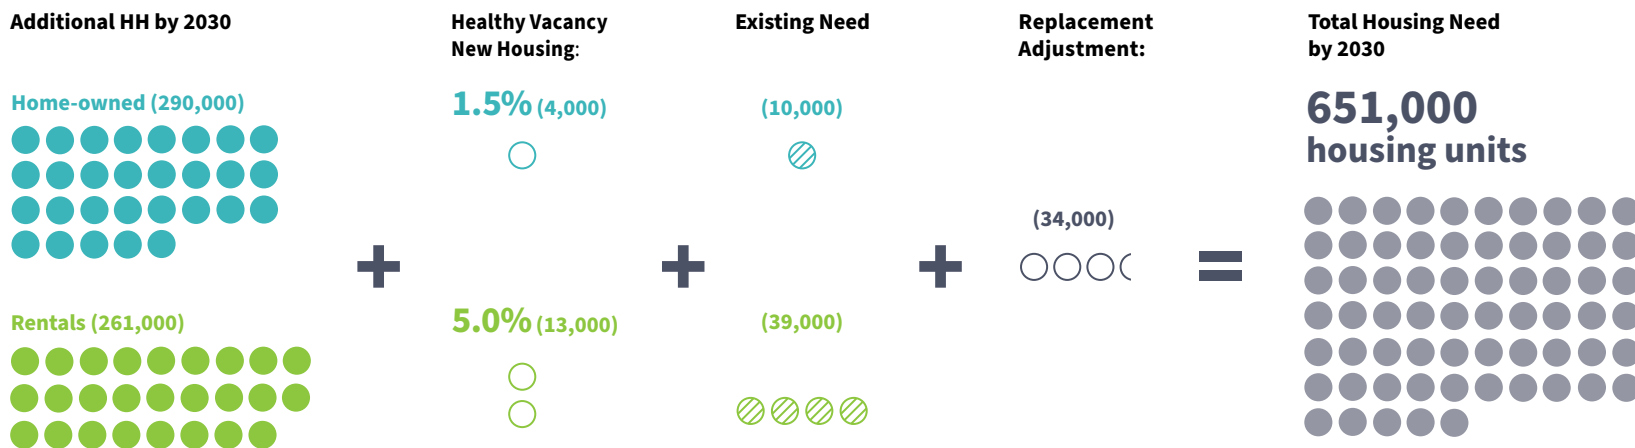 Additional HH by 2030
Home-owned (290,000)
Rentals (261,000)
+
Healthy Vacancy
New Housing:
1.5% (4,000)
5.0% (13,000)
+
Existing Need
(10,000)
(39,000)
+
Replacement
Adjustment:
(34,000)
=
Total Housing Need
by 2030
651,000
housing units